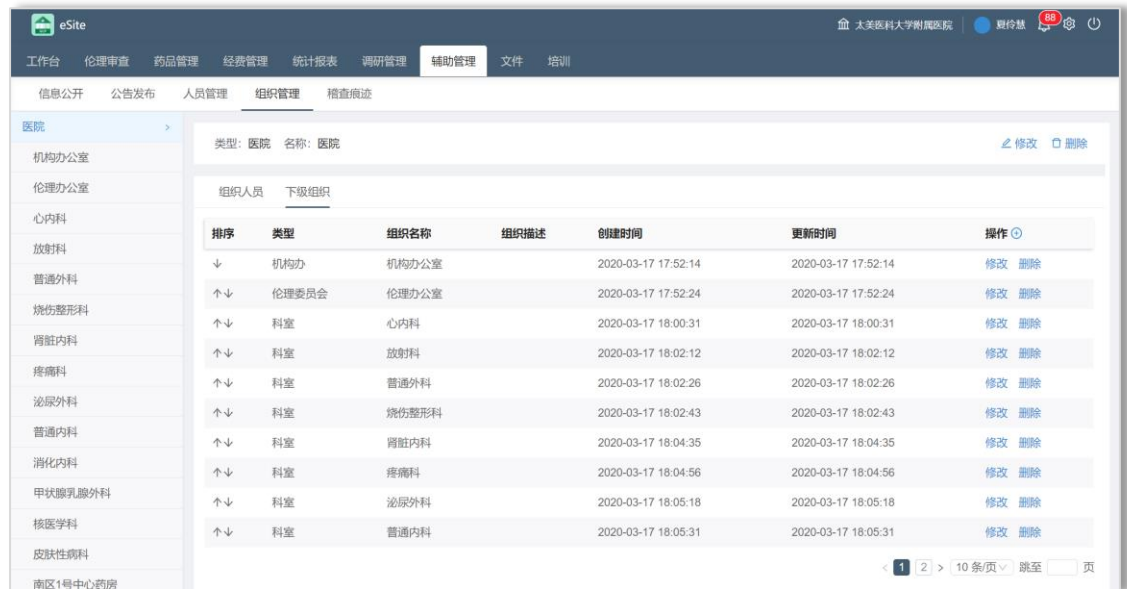 eSite 太美医科大学附属医院 夏伶慧 88
工作台 伦理审查 药品管理 经费管理 统计报表 调研管理 辅助管理 文件 培训
信息公开 公告发布 人员管理 组织管理 稽查痕迹
医院 >
机构办公室
伦理办公室
心内科
放射科
普通外科
烧伤整形科
肾脏内科
疼痛科
泌尿外科
普通内科
消化内科
甲状腺乳腺外科
核医学科
皮肤性病科
南区1号中心药房
类型: 医院 名称: 医院 修改 删除
组织人员 下级组织
排序 类型 组织名称 组织描述 创建时间 更新时间 操作
↓ 机构办 机构办公室 2020-03-17 17:52:14 2020-03-17 17:52:14 修改 删除
↑↓ 伦理委员会 伦理办公室 2020-03-17 17:52:24 2020-03-17 17:52:24 修改 删除
↑↓ 科室 心内科 2020-03-17 18:00:31 2020-03-17 18:00:31 修改 删除
↑↓ 科室 放射科 2020-03-17 18:02:12 2020-03-17 18:02:12 修改 删除
↑↓ 科室 普通外科 2020-03-17 18:02:26 2020-03-17 18:02:26 修改 删除
↑↓ 科室 烧伤整形科 2020-03-17 18:02:43 2020-03-17 18:02:43 修改 删除
↑↓ 科室 肾脏内科 2020-03-17 18:04:35 2020-03-17 18:04:35 修改 删除
↑↓ 科室 疼痛科 2020-03-17 18:04:56 2020-03-17 18:04:56 修改 删除
↑↓ 科室 泌尿外科 2020-03-17 18:05:18 2020-03-17 18:05:18 修改 删除
↑↓ 科室 普通内科 2020-03-17 18:05:31 2020-03-17 18:05:31 修改 删除
< 1 2 > 10 条/页 跳至 页